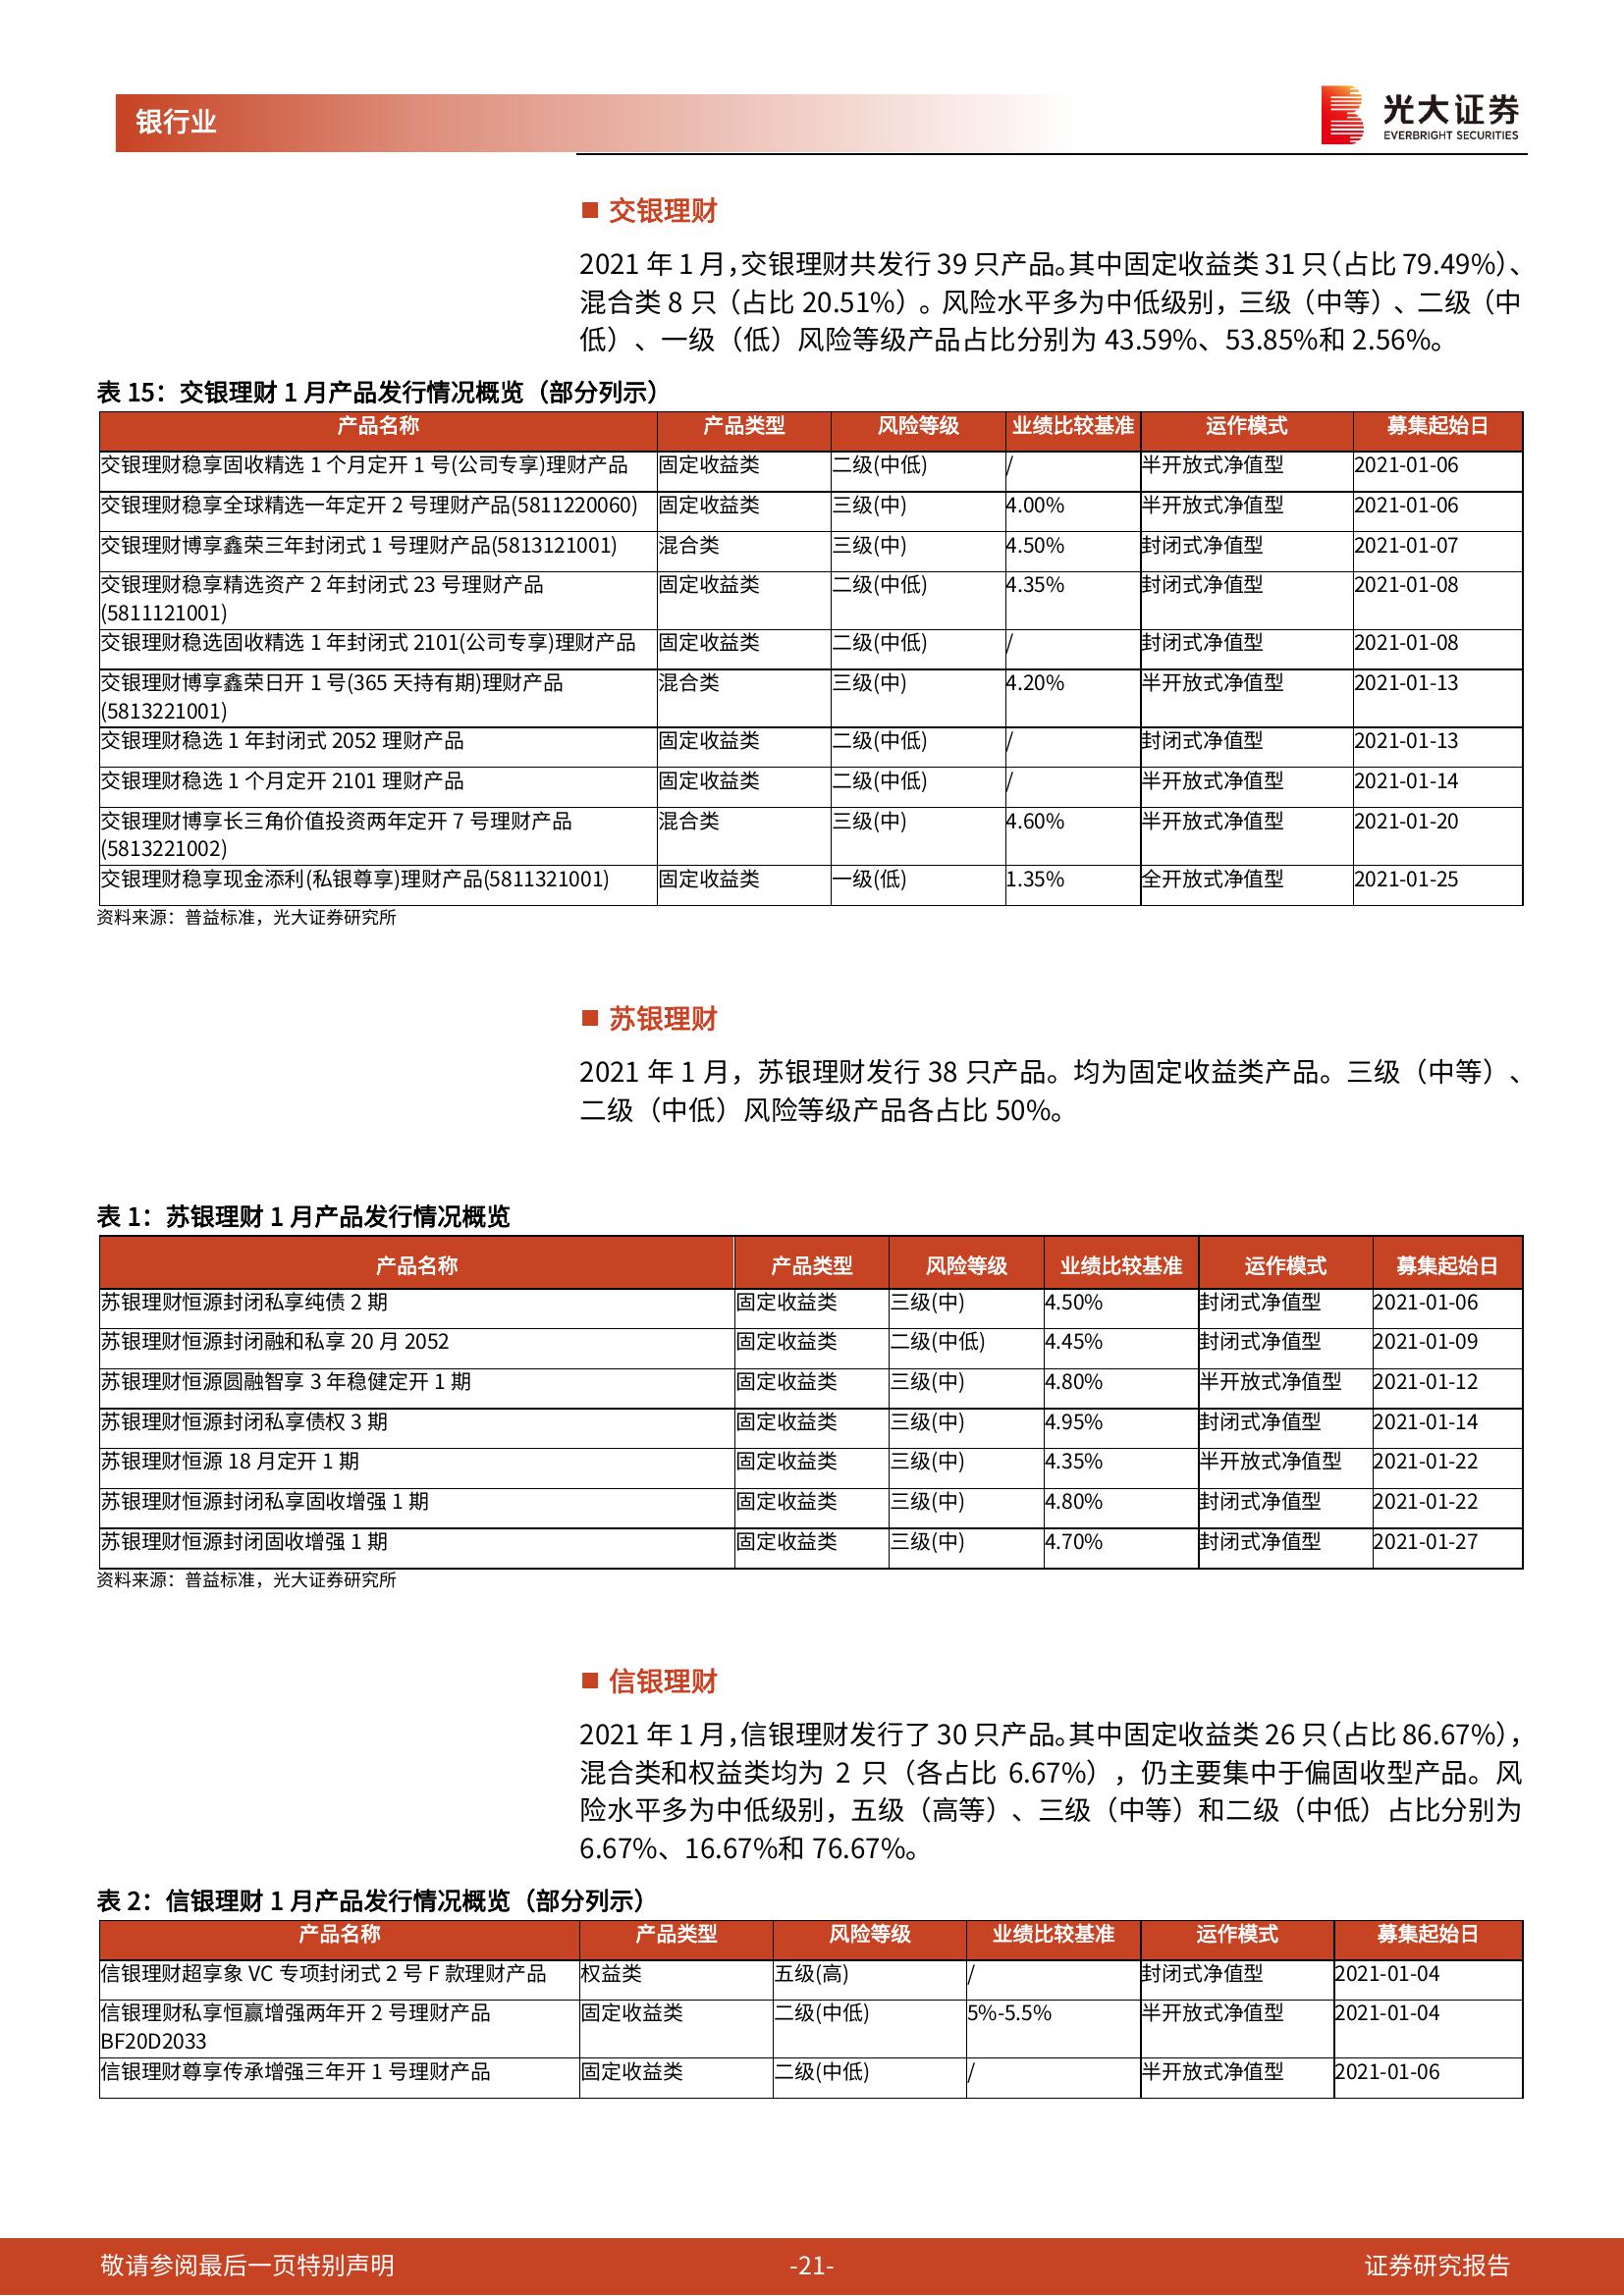 银行业
光大证券
EVERBRIGHT SECURITIES
■ 交银理财
2021 年 1 月，交银理财共发行 39 只产品。其中固定收益类 31 只（占比 79.49%）、
混合类 8 只（占比 20.51%）。风险水平多为中低级别，三级（中等）、二级（中
低）、一级（低）风险等级产品占比分别为 43.59%、53.85%和 2.56%。
表 15：交银理财 1 月产品发行情况概览（部分列示）
产品名称 产品类型 风险等级 业绩比较基准 运作模式 募集起始日
交银理财稳享固收精选 1 个月定开 1 号(公司专享)理财产品 固定收益类 二级(中低) / 半开放式净值型 2021-01-06
交银理财稳享全球精选一年定开 2 号理财产品(5811220060) 固定收益类 三级(中) 4.00% 半开放式净值型 2021-01-06
交银理财博享鑫荣三年封闭式 1 号理财产品(5813121001) 混合类 三级(中) 4.50% 封闭式净值型 2021-01-07
交银理财稳享精选资产 2 年封闭式 23 号理财产品 固定收益类 二级(中低) 4.35% 封闭式净值型 2021-01-08
(5811121001)
交银理财稳选固收精选 1 年封闭式 2101(公司专享)理财产品 固定收益类 二级(中低) / 封闭式净值型 2021-01-08
交银理财博享鑫荣日开 1 号(365 天持有期)理财产品 混合类 三级(中) 4.20% 半开放式净值型 2021-01-13
(5813221001)
交银理财稳选 1 年封闭式 2052 理财产品 固定收益类 二级(中低) / 封闭式净值型 2021-01-13
交银理财稳选 1 个月定开 2101 理财产品 固定收益类 二级(中低) / 半开放式净值型 2021-01-14
交银理财博享长三角价值投资两年定开 7 号理财产品 混合类 三级(中) 4.60% 半开放式净值型 2021-01-20
(5813221002)
交银理财稳享现金添利(私银尊享)理财产品(5811321001) 固定收益类 一级(低) 1.35% 全开放式净值型 2021-01-25
资料来源：普益标准，光大证券研究所
■ 苏银理财
2021 年 1 月，苏银理财发行 38 只产品。均为固定收益类产品。三级（中等）、
二级（中低）风险等级产品各占比 50%。
表 1：苏银理财 1 月产品发行情况概览
产品名称 产品类型 风险等级 业绩比较基准 运作模式 募集起始日
苏银理财恒源封闭私享纯债 2 期 固定收益类 三级(中) 4.50% 封闭式净值型 2021-01-06
苏银理财恒源封闭融和私享 20 月 2052 固定收益类 二级(中低) 4.45% 封闭式净值型 2021-01-09
苏银理财恒源圆融智享 3 年稳健定开 1 期 固定收益类 三级(中) 4.80% 半开放式净值型 2021-01-12
苏银理财恒源封闭私享债权 3 期 固定收益类 三级(中) 4.95% 封闭式净值型 2021-01-14
苏银理财恒源 18 月定开 1 期 固定收益类 三级(中) 4.35% 半开放式净值型 2021-01-22
苏银理财恒源封闭私享固收增强 1 期 固定收益类 三级(中) 4.80% 封闭式净值型 2021-01-22
苏银理财恒源封闭固收增强 1 期 固定收益类 三级(中) 4.70% 封闭式净值型 2021-01-27
资料来源：普益标准，光大证券研究所
■ 信银理财
2021 年 1 月，信银理财发行了 30 只产品。其中固定收益类 26 只（占比 86.67%），
混合类和权益类均为 2 只（各占比 6.67%），仍主要集中于偏固收型产品。风
险水平多为中低级别，五级（高等）、三级（中等）和二级（中低）占比分别为
6.67%、16.67%和 76.67%。
表 2：信银理财 1 月产品发行情况概览（部分列示）
产品名称 产品类型 风险等级 业绩比较基准 运作模式 募集起始日
信银理财超享象 VC 专项封闭式 2 号 F 款理财产品 权益类 五级(高) / 封闭式净值型 2021-01-04
信银理财私享恒赢增强两年开 2 号理财产品 固定收益类 二级(中低) 5%-5.5% 半开放式净值型 2021-01-04
BF20D2033
信银理财尊享传承增强三年开 1 号理财产品 固定收益类 二级(中低) / 半开放式净值型 2021-01-06
敬请参阅最后一页特别声明 -21- 证券研究报告